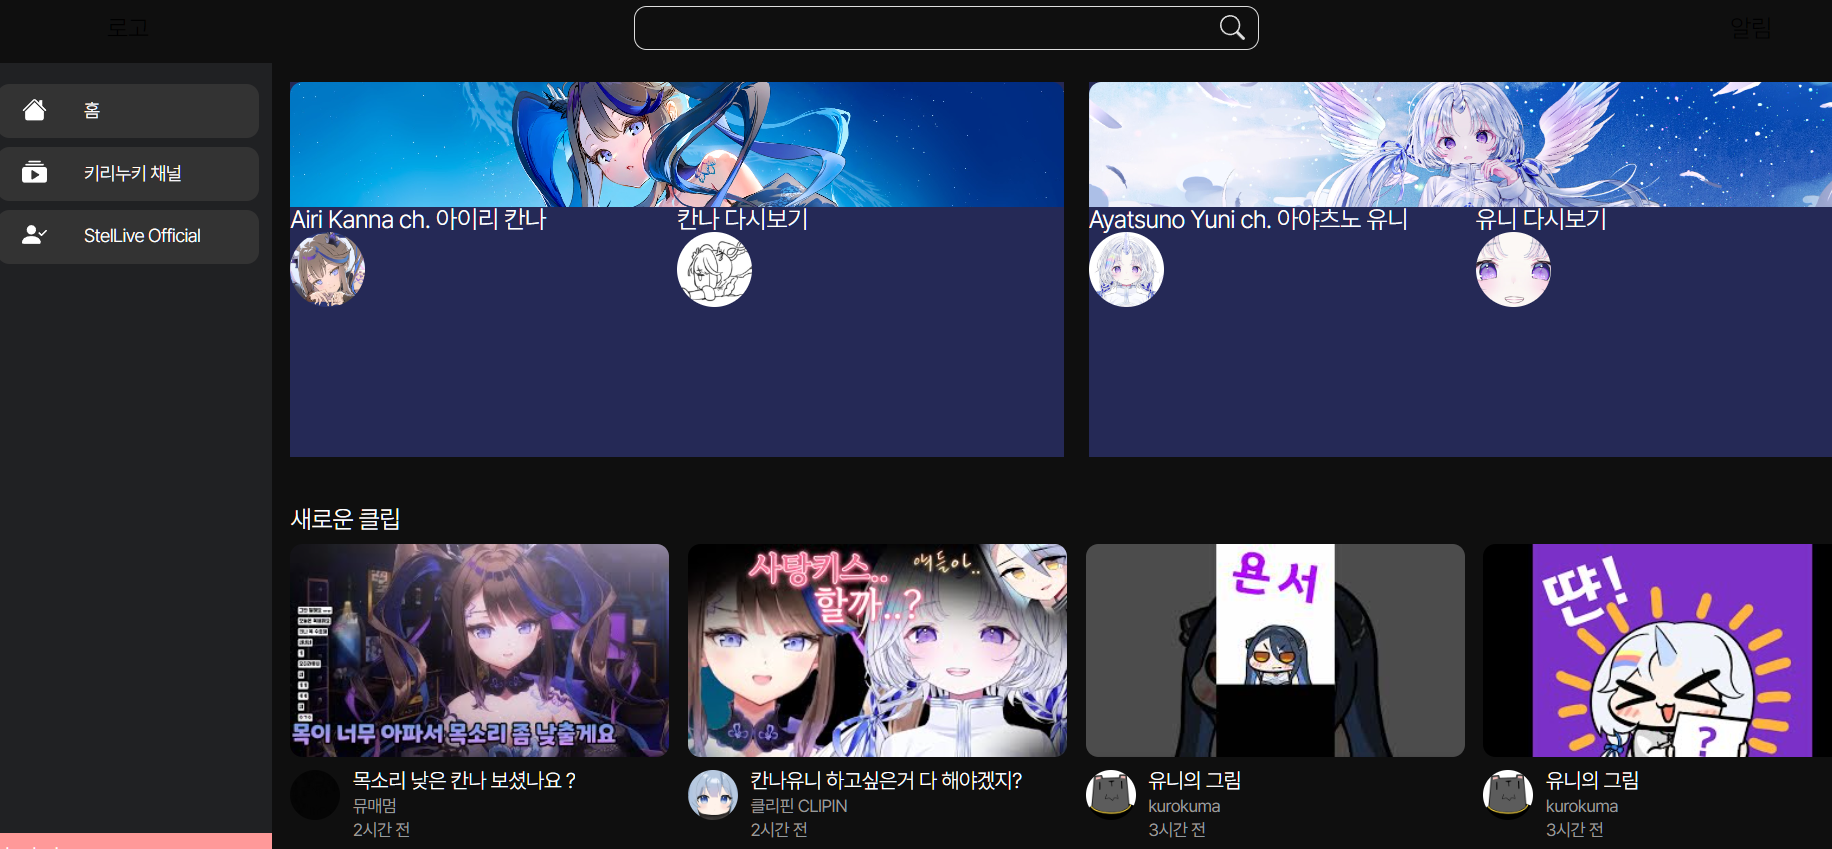 로고
알림
홈
키리누키 채널
StelLive Official
Airi Kanna ch. 아이리 칸나
칸나 다시보기
Ayatsuno Yuni ch. 아야츠노 유니
유니 다시보기
새로운 클립
목이 너무 아파서 목소리 좀 낮출게요
사탕키스..
할까..?
얘들아..
욘서
딴!
?
목소리 낮은 칸나 보셨나요 ?
뮤매멈
2시간 전
칸나유니 하고싶은거 다 해야겠지?
클리핀 CLIPIN
2시간 전
유니의 그림
kurokuma
3시간 전
유니의 그림
kurokuma
3시간 전